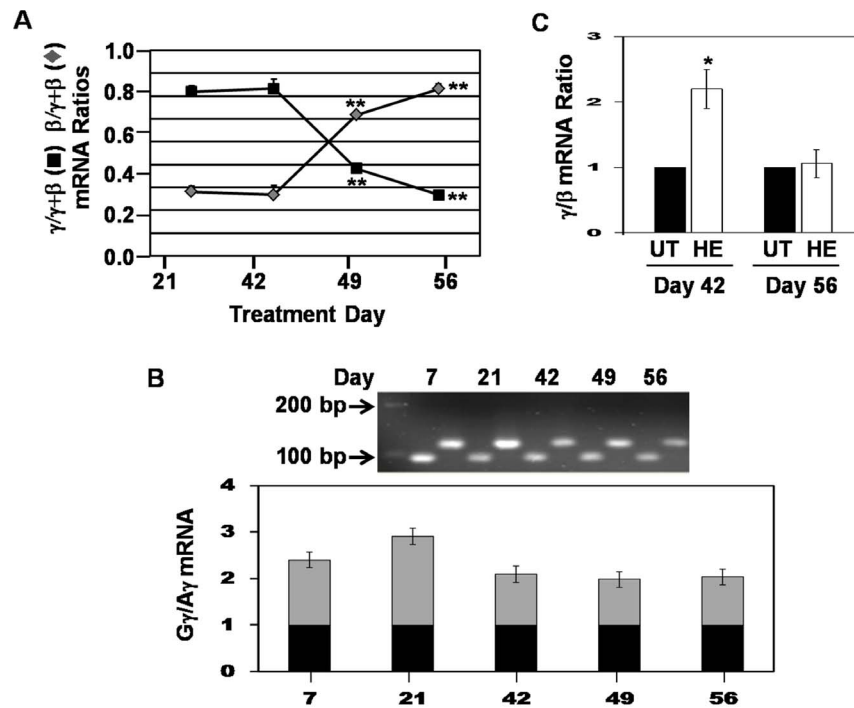 A
γ/γ+β (■) β/γ+β (◆)
mRNA Ratios
1.0
0.8
0.6
0.4
0.2
0.0
**
**
**
**
21 42 49 56
Treatment Day
C
γ/β mRNA Ratio
3
2
1
0
*
UT HE UT HE
Day 42 Day 56
B
Day 7 21 42 49 56
200 bp→
100 bp→
Gγ/Aγ mRNA
4
3
2
1
0
7 21 42 49 56